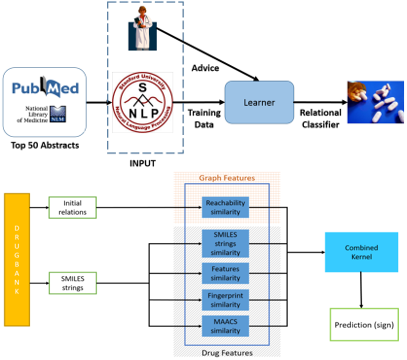 PubMed
National
Library
of Medicine
NLM
Top 50 Abstracts
Stanford University
S
NLP
Natural Language Processing
INPUT
Advice
Training
Data
Learner
Relational
Classifier
DRUGBANK
Initial
relations
SMILES
strings
Graph Features
Reachability
similarity
SMILES
strings
similarity
Features
similarity
Fingerprint
similarity
MAACS
similarity
Drug Features
Combined
Kernel
Prediction (sign)